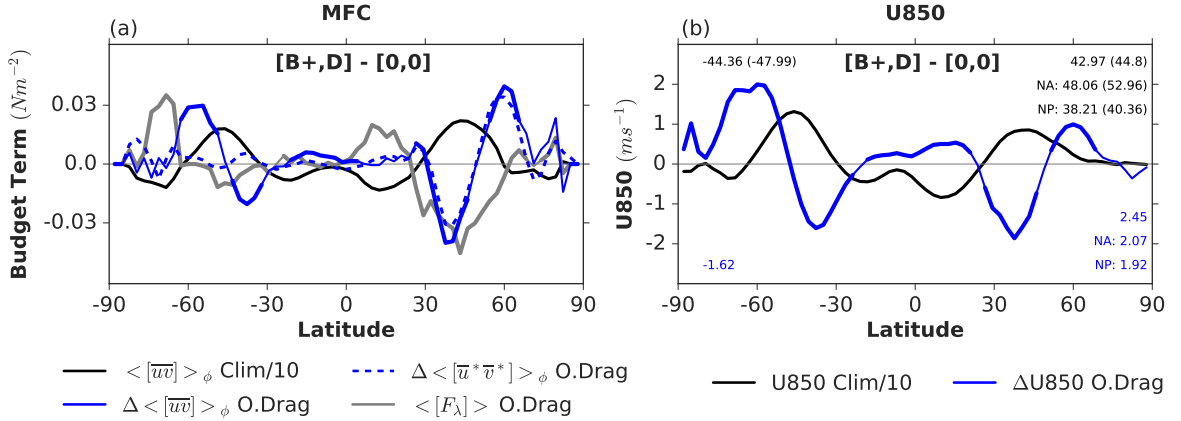 MFC
(a)
[B+,D] - [0,0]
Budget Term (Nm⁻²)
0.03
0.0
-0.03
-90 -60 -30 0 30 60 90
Latitude
<[u̅v̅]>_ϕ Clim/10
Δ<[u̅v̅]>_ϕ O.Drag
Δ<[u̅*v̅*]>_ϕ O.Drag
<[F_λ]> O.Drag
U850
(b)
[B+,D] - [0,0]
-44.36 (-47.99)
42.97 (44.8)
NA: 48.06 (52.96)
NP: 38.21 (40.36)
U850 (ms⁻¹)
2
1
0
-1
-2
2.45
NA: 2.07
NP: 1.92
-1.62
-90 -60 -30 0 30 60 90
Latitude
U850 Clim/10
ΔU850 O.Drag